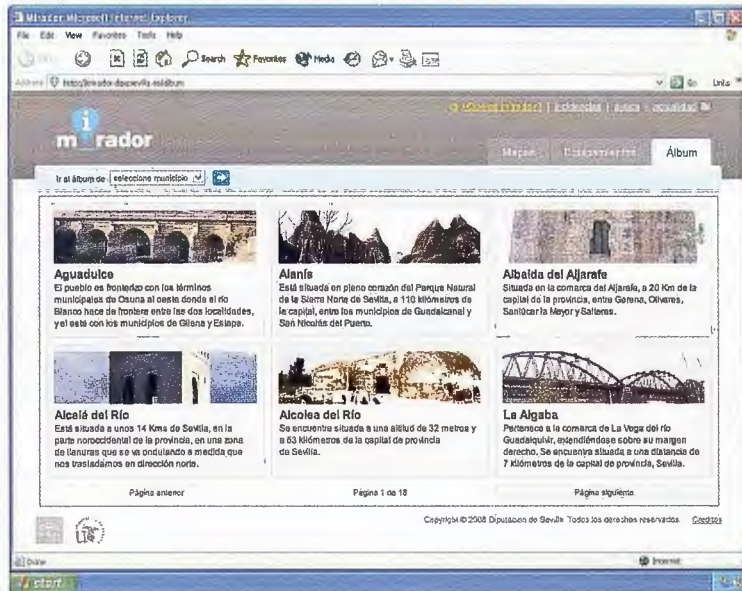 Mirador Microsoft Internet Explorer
File Edit View Favorites Tools Help
Search Favorites Media
Go Links
incidencias | ayuda | actualidad
mirador
Mapas Equipamientos Álbum
Ir al álbum de seleccione municipio
Aguadulce
El pueblo es fronterizo con los términos
municipales de Osuna al oeste donde el río
Blanco hace de frontera entre las dos localidades,
y el este con los municipios de Gilena y Estepa.
Alanís
Está situada en pleno corazón del Parque Natural
de la Sierra Norte de Sevilla, a 110 kilómetros de
la capital, entre los municipios de Guadalcanal y
San Nicolás del Puerto.
Albaida del Aljarafe
Situada en la comarca del Aljarafe, a 20 Km de la
capital de la provincia, entre Gerena, Olivares,
Sanlúcar la Mayor y Salteras.
Alcalá del Río
Está situada a unos 14 Kms de Sevilla, en la
parte noroccidental de la provincia, en una zona
de llanuras que se va ondulando a medida que
nos trasladamos en dirección norte.
Alcolea del Río
Se encuentra situada a una altitud de 32 metros y
a 53 kilómetros de la capital de provincia
de Sevilla.
La Algaba
Pertenece a la comarca de La Vega del río
Guadalquivir, extendiéndose sobre su margen
derecho. Se encuentra situada a una distancia de
7 kilómetros de la capital de provincia, Sevilla.
Página anterior Página 1 de 18 Página siguiente
Copyright © 2008 Diputación de Sevilla. Todos los derechos reservados. Créditos
Done Internet
start